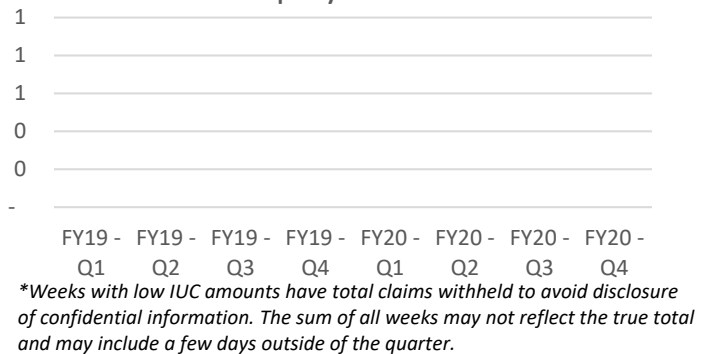 1
1
1
0
0
-
FY19 - FY19 - FY19 - FY19 - FY20 - FY20 - FY20 - FY20 -
Q1 Q2 Q3 Q4 Q1 Q2 Q3 Q4
*Weeks with low IUC amounts have total claims withheld to avoid disclosure
of confidential information. The sum of all weeks may not reflect the true total
and may include a few days outside of the quarter.